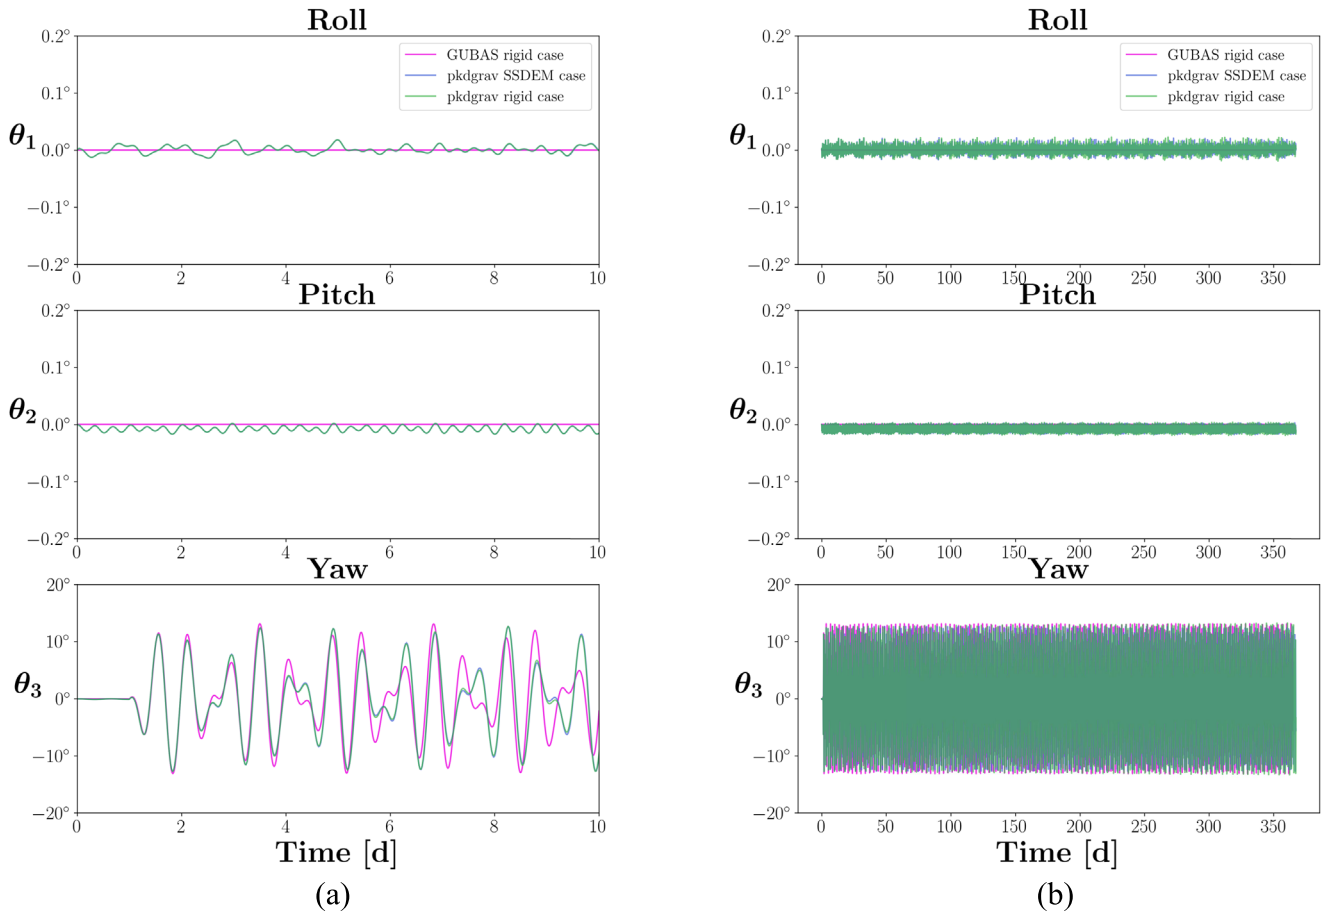 Roll
0.2°
0.1°
0.0°
−0.1°
−0.2°
θ1
GUBAS rigid case
pkdgrav SSDEM case
pkdgrav rigid case
0 2 4 6 8 10
Pitch
0.2°
0.1°
0.0°
−0.1°
−0.2°
θ2
0 2 4 6 8 10
Yaw
20°
10°
0°
−10°
−20°
θ3
0 2 4 6 8 10
Time [d]
(a)
Roll
0.2°
0.1°
0.0°
−0.1°
−0.2°
θ1
GUBAS rigid case
pkdgrav SSDEM case
pkdgrav rigid case
0 50 100 150 200 250 300 350
Pitch
0.2°
0.1°
0.0°
−0.1°
−0.2°
θ2
0 50 100 150 200 250 300 350
Yaw
20°
10°
0°
−10°
−20°
θ3
0 50 100 150 200 250 300 350
Time [d]
(b)